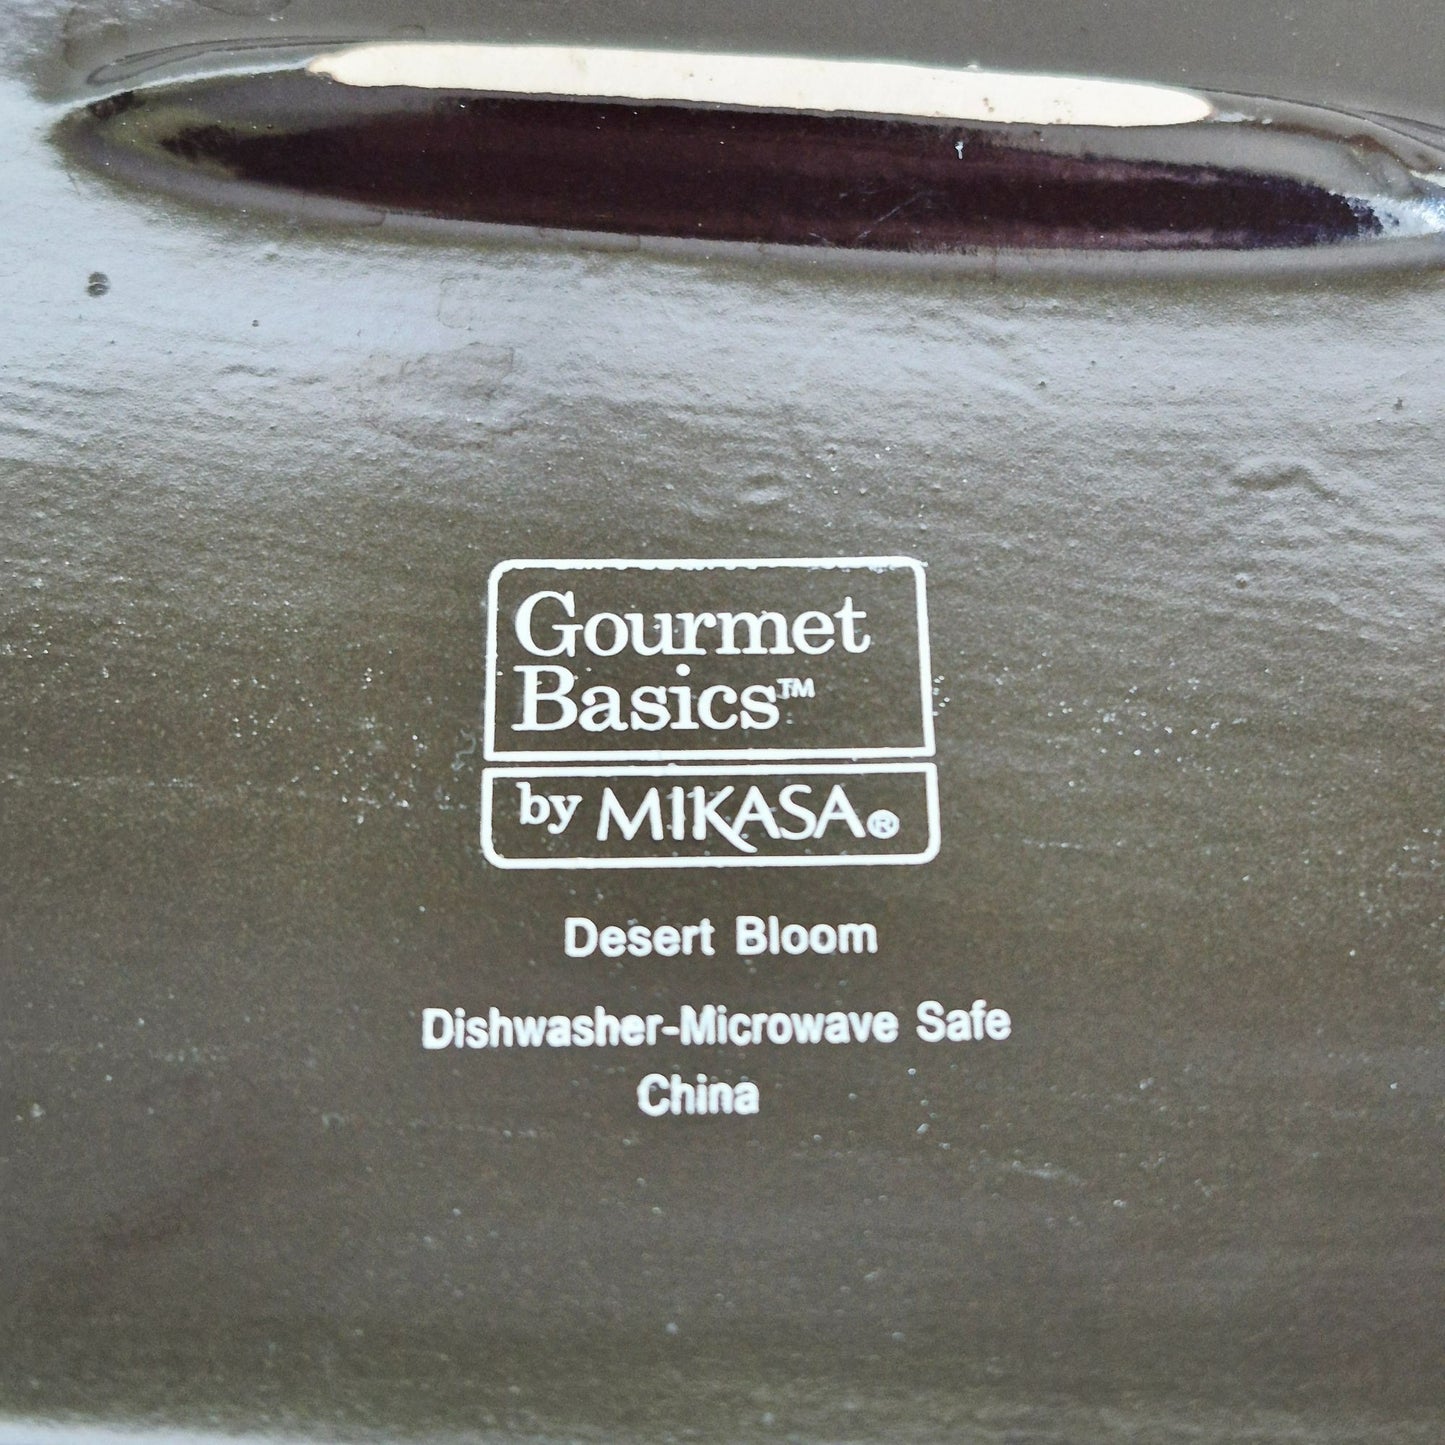 Gourmet
Basics™
by MIKASA®
Desert Bloom
Dishwasher-Microwave Safe
China